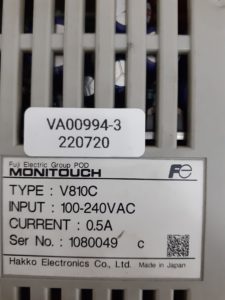 VA00994-3
220720
Fuji Electric Group POD
MONITOUCH
Fe
TYPE : V810C
INPUT : 100-240VAC
CURRENT : 0.5A
Ser No. : 1080049 c
Hakko Electronics Co., Ltd. Made in Japan